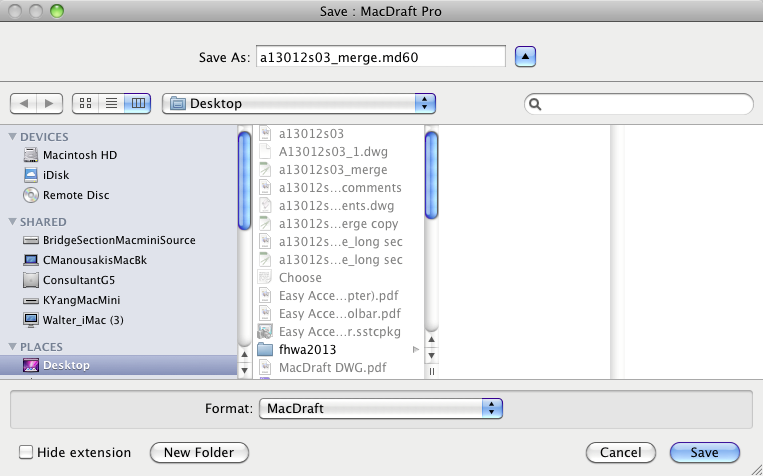 Save : MacDraft Pro
Save As: a13012s03_merge.md60
Desktop
DEVICES
Macintosh HD
iDisk
Remote Disc
SHARED
BridgeSectionMacminiSource
CManousakisMacBk
ConsultantG5
KYangMacMini
Walter_iMac (3)
PLACES
Desktop
a13012s03
A13012s03_1.dwg
a13012s03_merge
a13012s...comments
a13012s...ents.dwg
a13012s...erge copy
a13012s...e_long sec
a13012s...e_long sec
Choose
Easy Acce...pter).pdf
Easy Acce...olbar.pdf
Easy Acce...r.sstcpkg
fhwa2013
MacDraft DWG.pdf
Format: MacDraft
Hide extension
New Folder
Cancel
Save